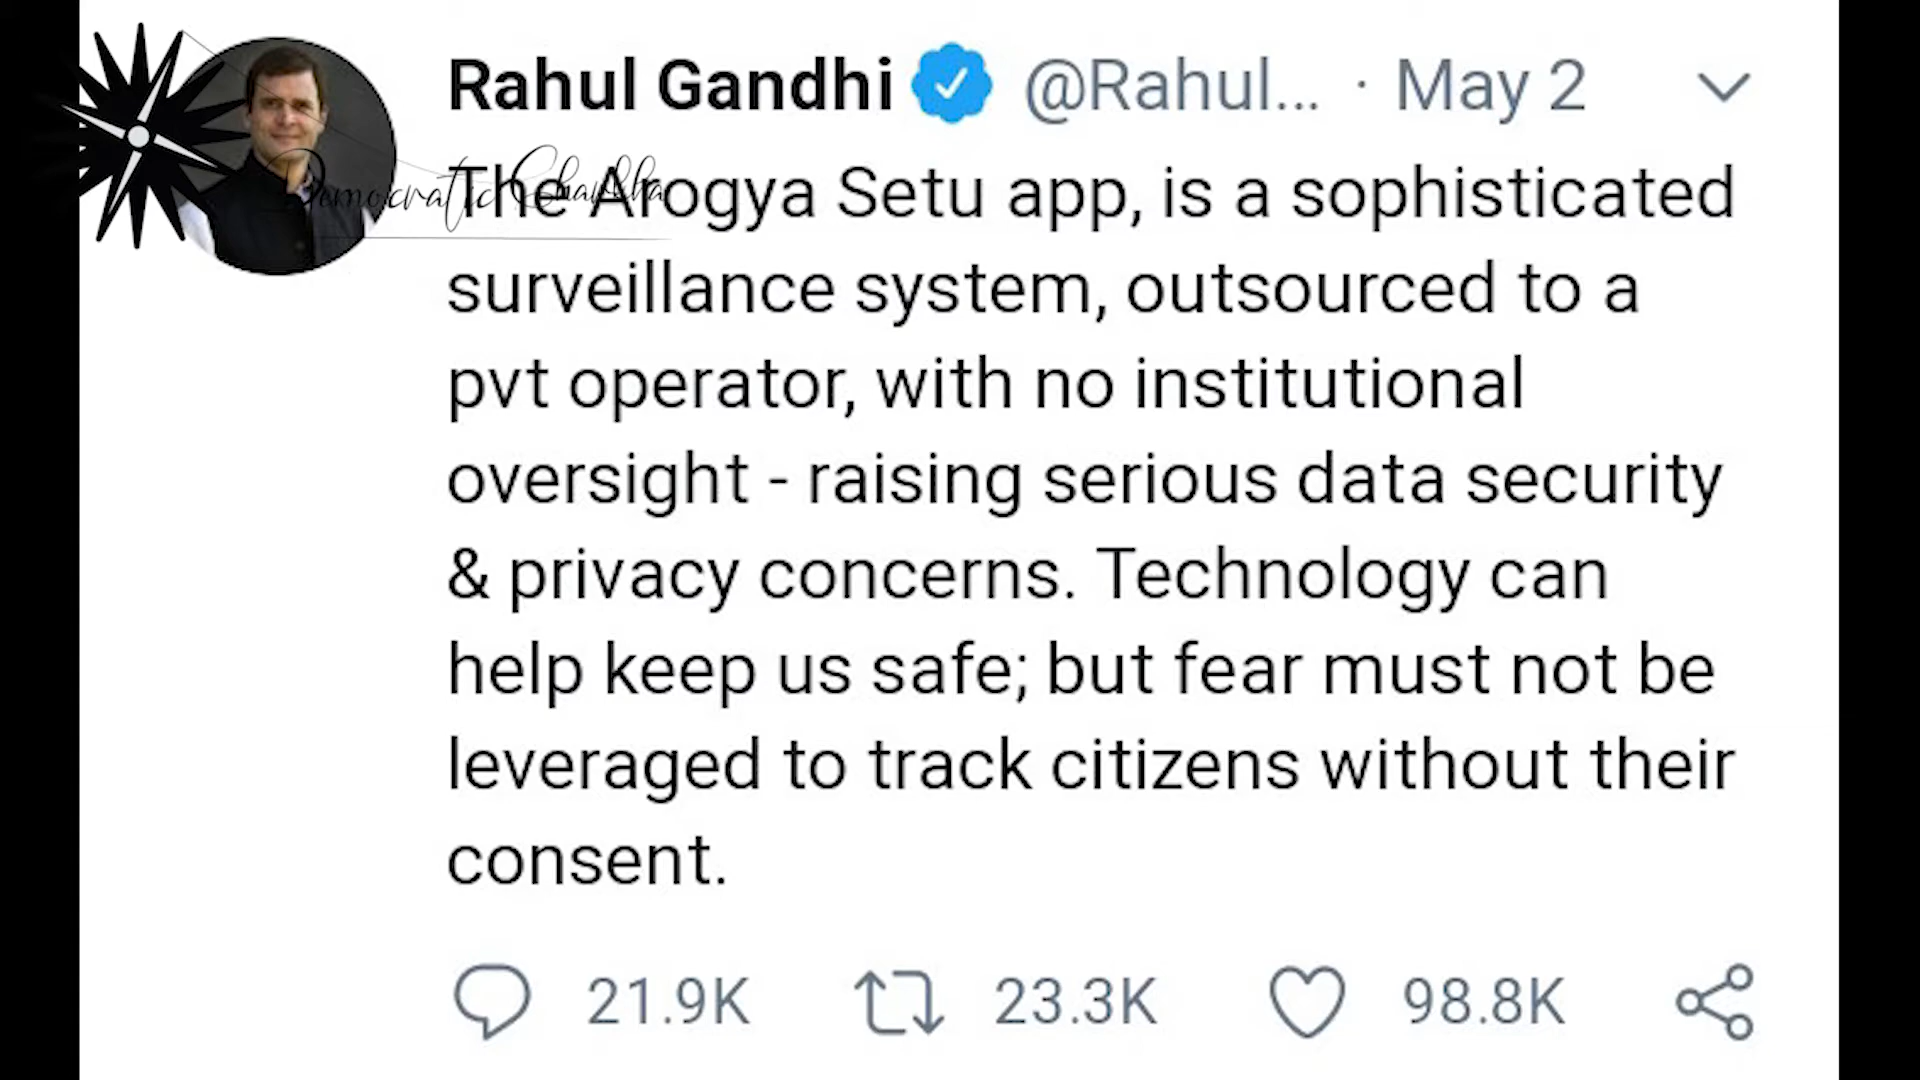 Rahul Gandhi @Rahul... · May 2
The Arogya Setu app, is a sophisticated
surveillance system, outsourced to a
pvt operator, with no institutional
oversight - raising serious data security
& privacy concerns. Technology can
help keep us safe; but fear must not be
leveraged to track citizens without their
consent.
21.9K 23.3K 98.8K
Democratic Charkha